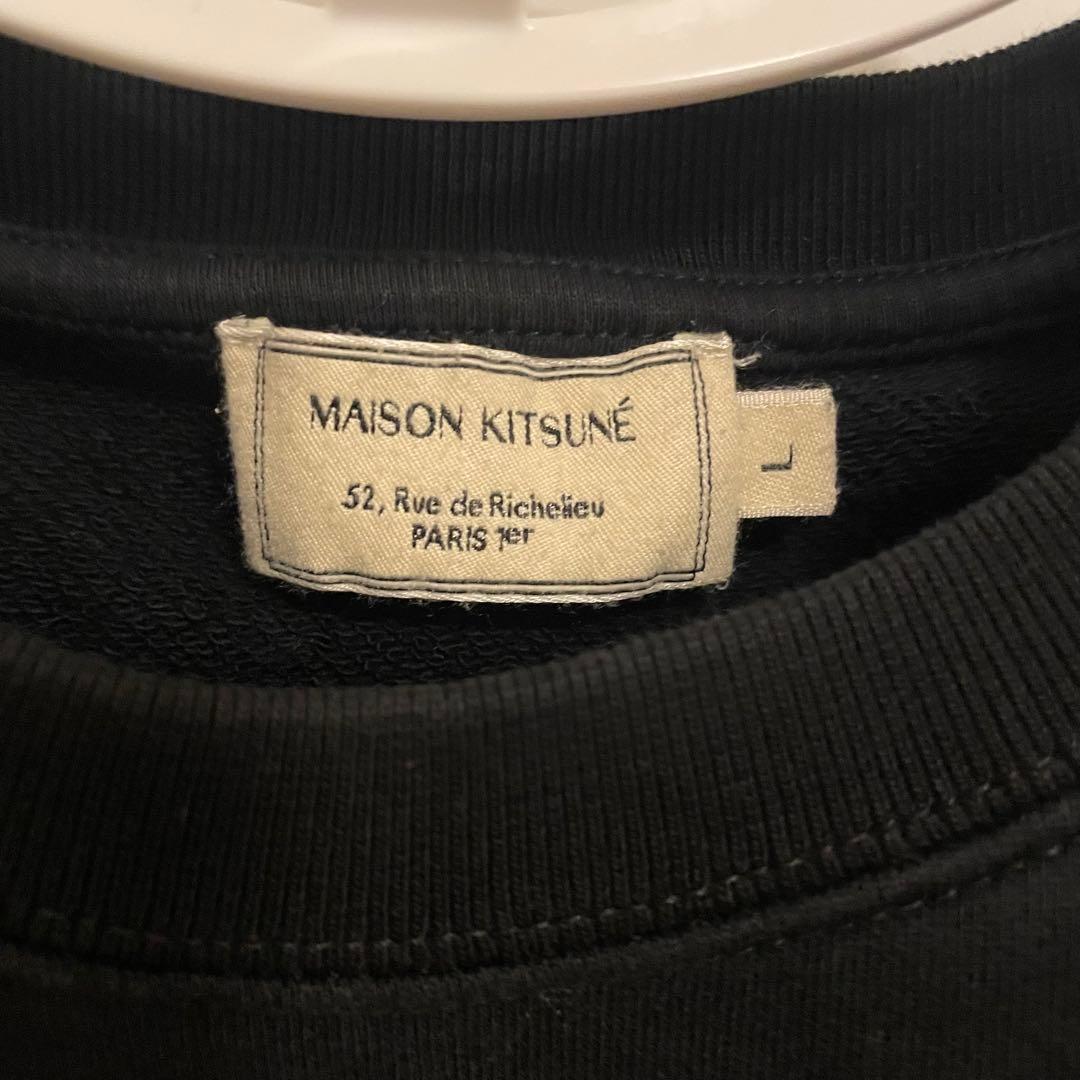 MAISON KITSUNÉ
52, Rue de Richelieu
PARIS 1er
L